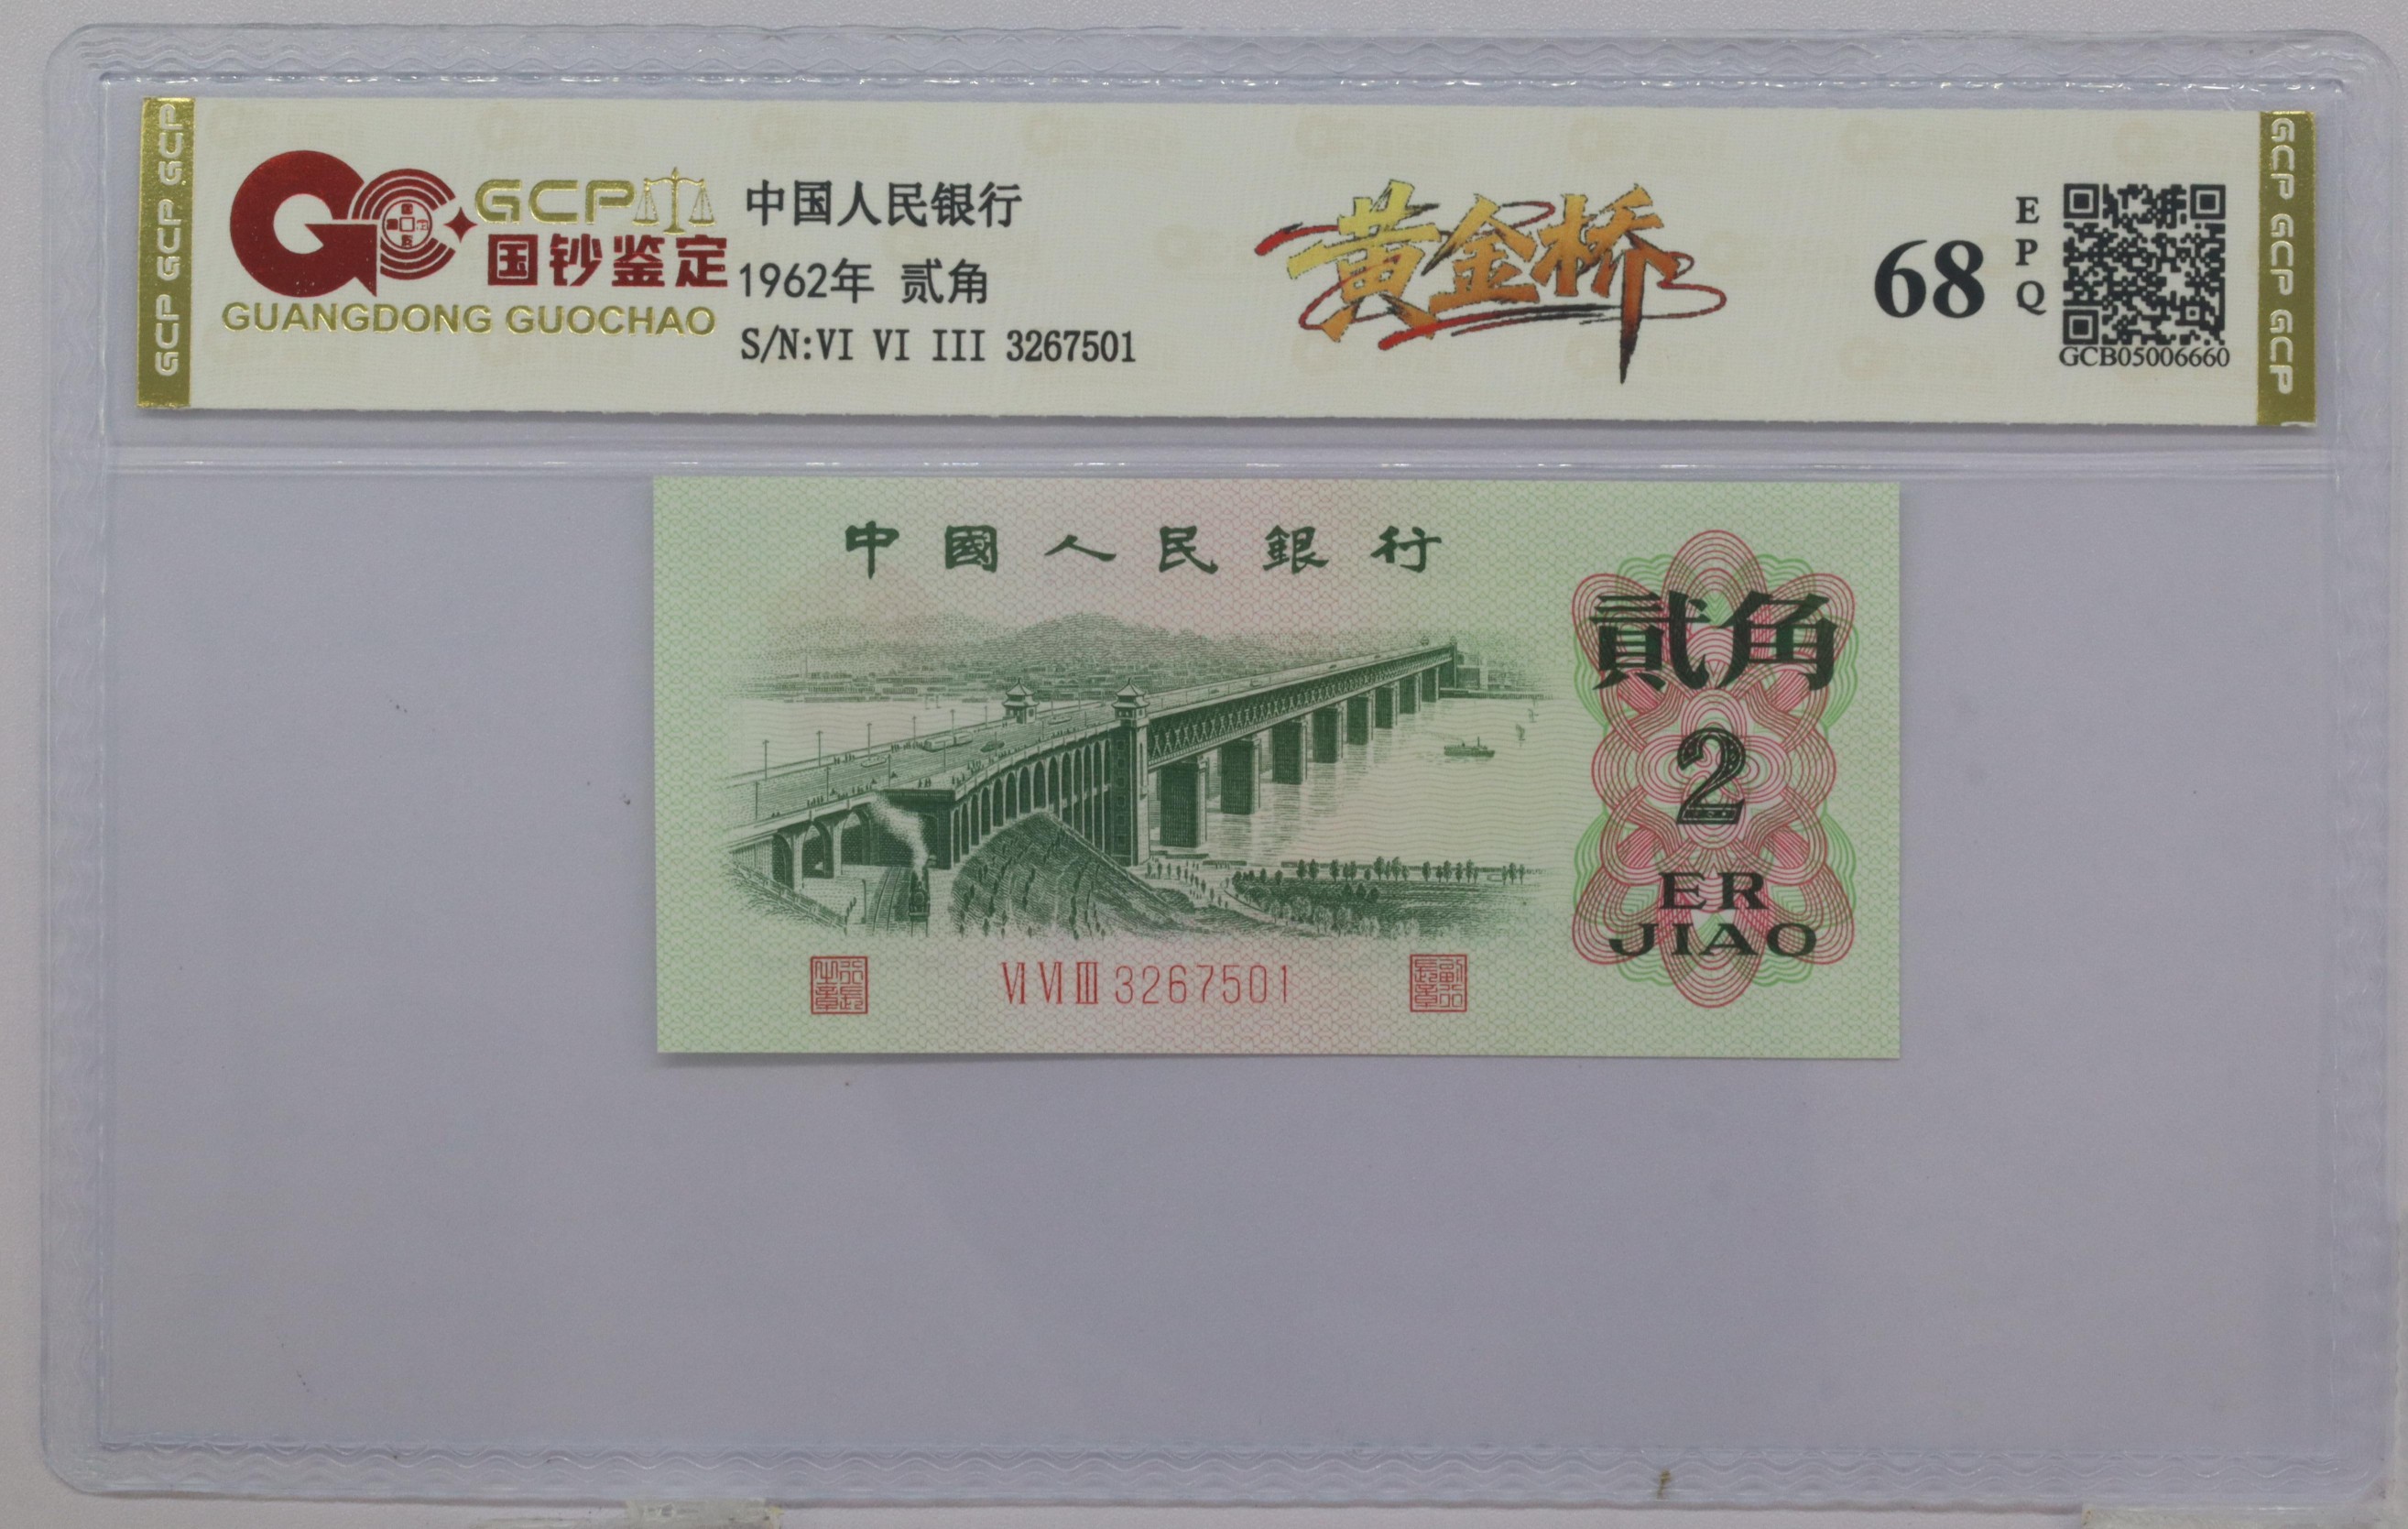 GCP GCP GCP
GCP
国钞鉴定
GUANGDONG GUOCHAO
中国人民银行
1962年 贰角
S/N:VI VI III 3267501
黄金桥
68
EPQ
GCB05006660
GCP GCP GCP
中國人民銀行
貳角
2
ER
JIAO
VI VI III 3267501